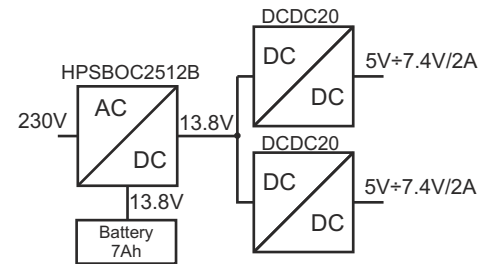 DCDC20
DC
DC
5V÷7.4V/2A
HPSBOC2512B
AC
DC
230V
13.8V
13.8V
Battery
7Ah
DCDC20
DC
DC
5V÷7.4V/2A